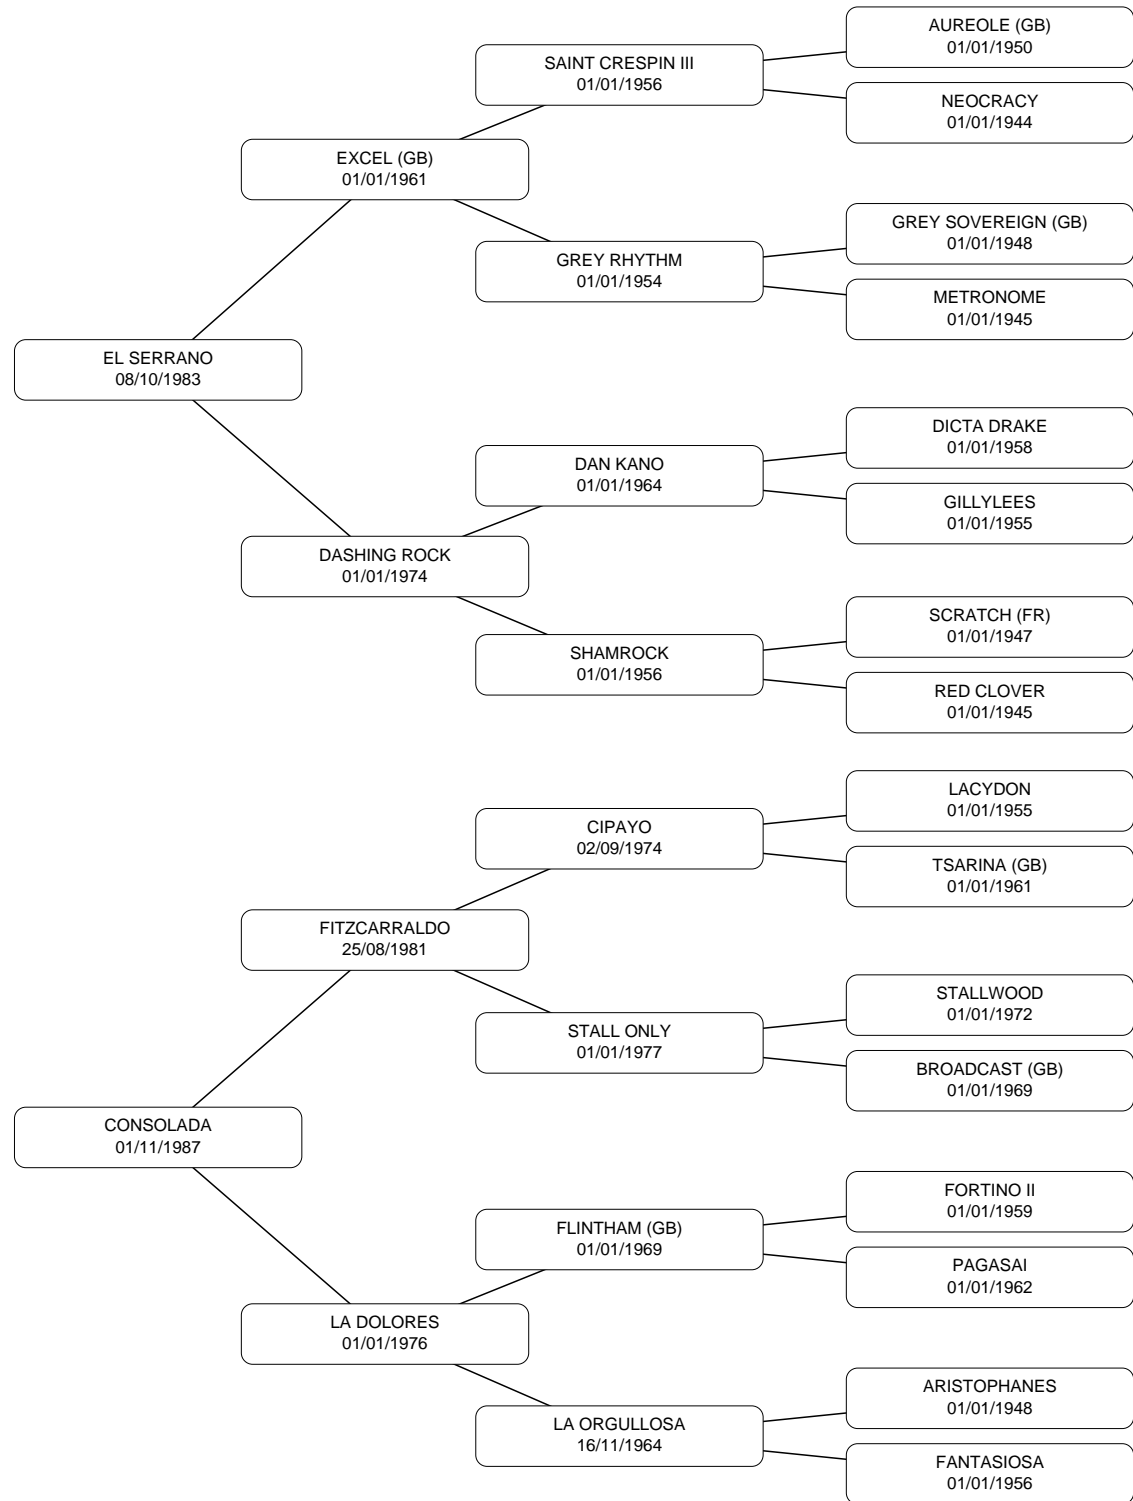 AUREOLE (GB)
01/01/1950
SAINT CRESPIN III
01/01/1956
NEOCRACY
01/01/1944
EXCEL (GB)
01/01/1961
GREY SOVEREIGN (GB)
01/01/1948
GREY RHYTHM
01/01/1954
METRONOME
01/01/1945
EL SERRANO
08/10/1983
DICTA DRAKE
01/01/1958
DAN KANO
01/01/1964
GILLYLEES
01/01/1955
DASHING ROCK
01/01/1974
SCRATCH (FR)
01/01/1947
SHAMROCK
01/01/1956
RED CLOVER
01/01/1945
LACYDON
01/01/1955
CIPAYO
02/09/1974
TSARINA (GB)
01/01/1961
FITZCARRALDO
25/08/1981
STALLWOOD
01/01/1972
STALL ONLY
01/01/1977
BROADCAST (GB)
01/01/1969
CONSOLADA
01/11/1987
FORTINO II
01/01/1959
FLINTHAM (GB)
01/01/1969
PAGASAI
01/01/1962
LA DOLORES
01/01/1976
ARISTOPHANES
01/01/1948
LA ORGULLOSA
16/11/1964
FANTASIOSA
01/01/1956